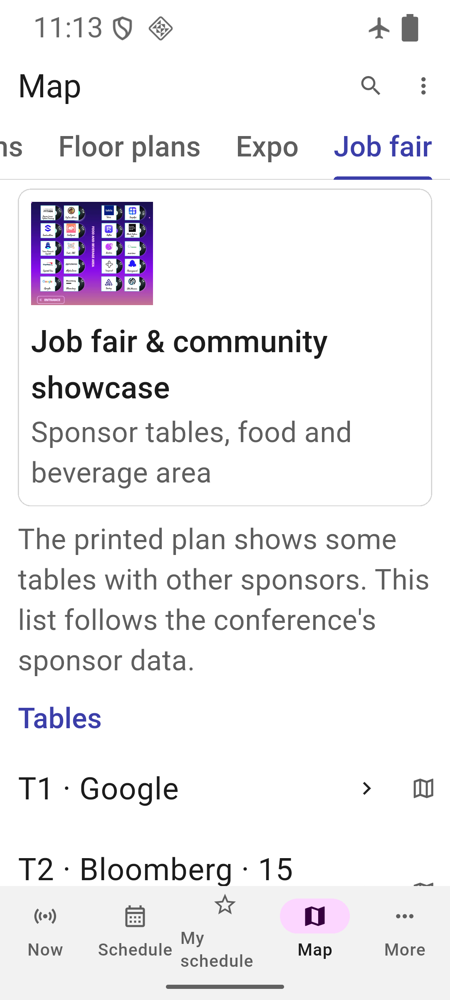 11:13
Map
ns Floor plans Expo Job fair
Job fair & community
showcase
Sponsor tables, food and
beverage area
The printed plan shows some
tables with other sponsors. This
list follows the conference's
sponsor data.
Tables
T1 · Google
T2 · Bloomberg · 15
Now Schedule My schedule Map More